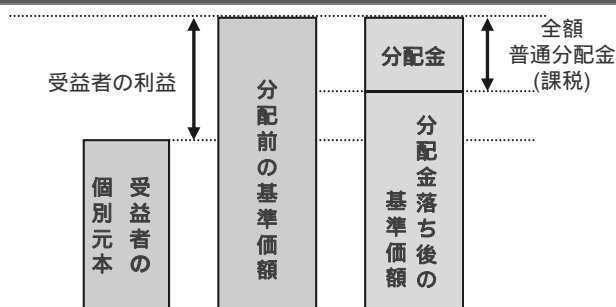 受益者の利益
受益者の
個別元本
分配前の基準価額
分配金
分配金落ち後の
基準価額
全額
普通分配金
(課税)